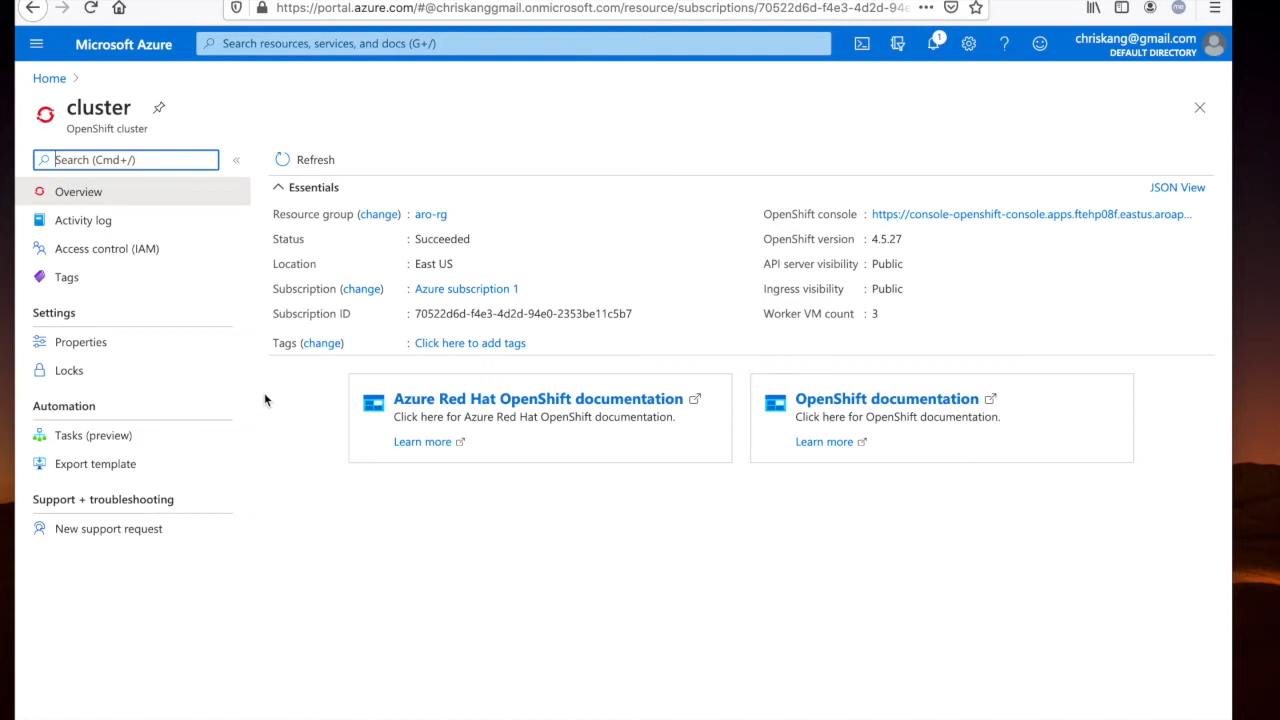 https://portal.azure.com/#@chriskanggmail.onmicrosoft.com/resource/subscriptions/70522d6d-f4e3-4d2d-94e
me
Microsoft Azure
Search resources, services, and docs (G+/)
1
chriskang@gmail.com
DEFAULT DIRECTORY
Home
cluster
OpenShift cluster
Search (Cmd+/)
«
Refresh
Overview
Essentials
JSON View
Activity log
Resource group (change) : aro-rg
OpenShift console : https://console-openshift-console.apps.ftehp08f.eastus.aroap...
Status : Succeeded
OpenShift version : 4.5.27
Access control (IAM)
Location : East US
API server visibility : Public
Tags
Subscription (change) : Azure subscription 1
Ingress visibility : Public
Settings
Subscription ID : 70522d6d-f4e3-4d2d-94e0-2353be11c5b7
Worker VM count : 3
Properties
Tags (change) : Click here to add tags
Locks
Automation
Azure Red Hat OpenShift documentation
Click here for Azure Red Hat OpenShift documentation.
Learn more
OpenShift documentation
Click here for OpenShift documentation.
Learn more
Tasks (preview)
Export template
Support + troubleshooting
New support request